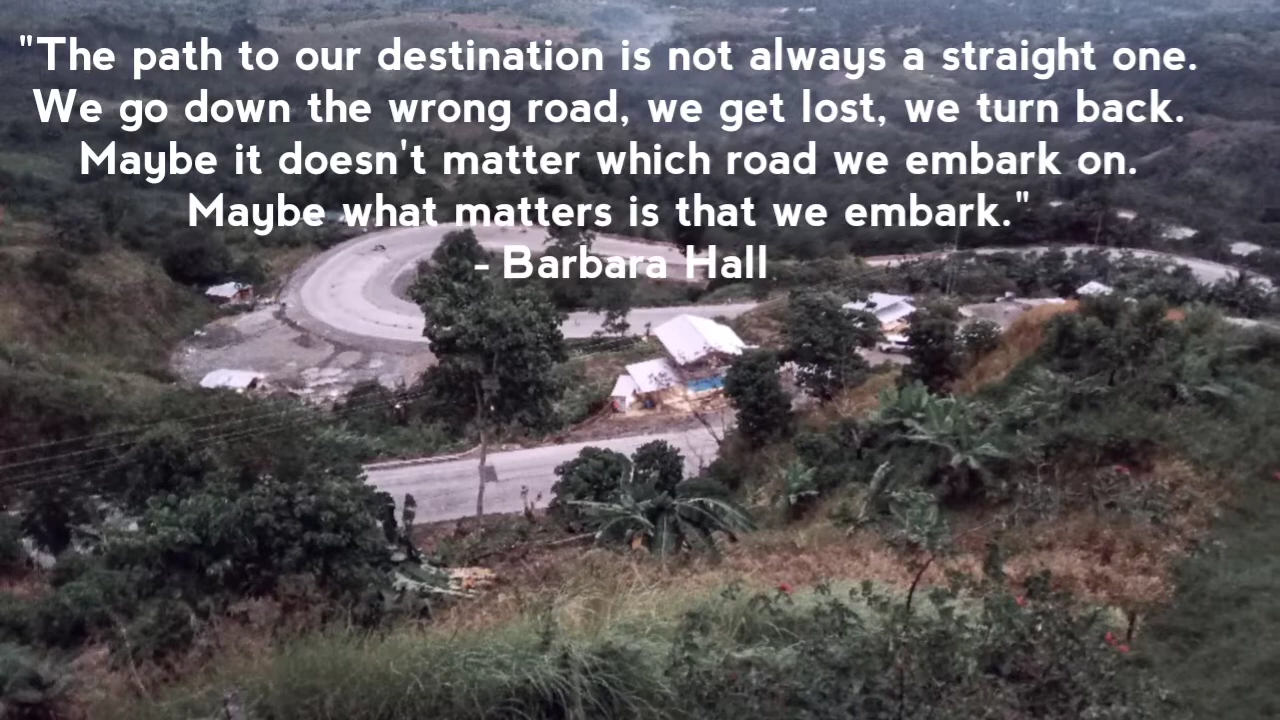 "The path to our destination is not always a straight one.
We go down the wrong road, we get lost, we turn back.
Maybe it doesn't matter which road we embark on.
Maybe what matters is that we embark."
- Barbara Hall